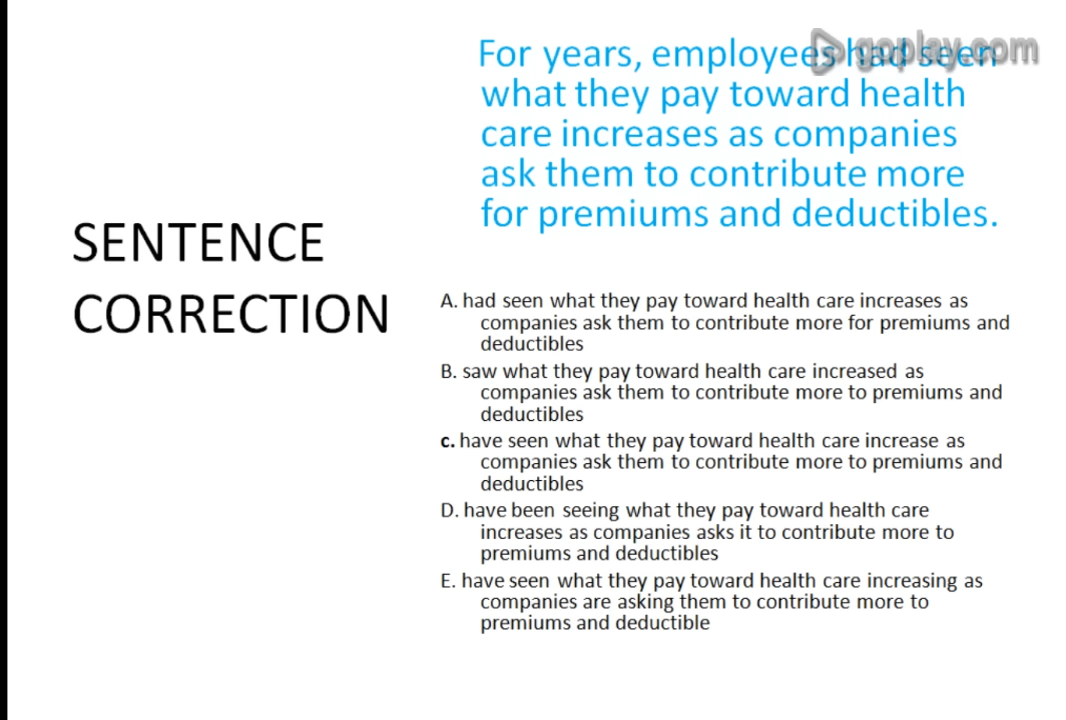 For years, employees had seen
what they pay toward health
care increases as companies
ask them to contribute more
for premiums and deductibles.
goplay.com
SENTENCE
CORRECTION
A. had seen what they pay toward health care increases as
companies ask them to contribute more for premiums and
deductibles
B. saw what they pay toward health care increased as
companies ask them to contribute more to premiums and
deductibles
c. have seen what they pay toward health care increase as
companies ask them to contribute more to premiums and
deductibles
D. have been seeing what they pay toward health care
increases as companies asks it to contribute more to
premiums and deductibles
E. have seen what they pay toward health care increasing as
companies are asking them to contribute more to
premiums and deductible